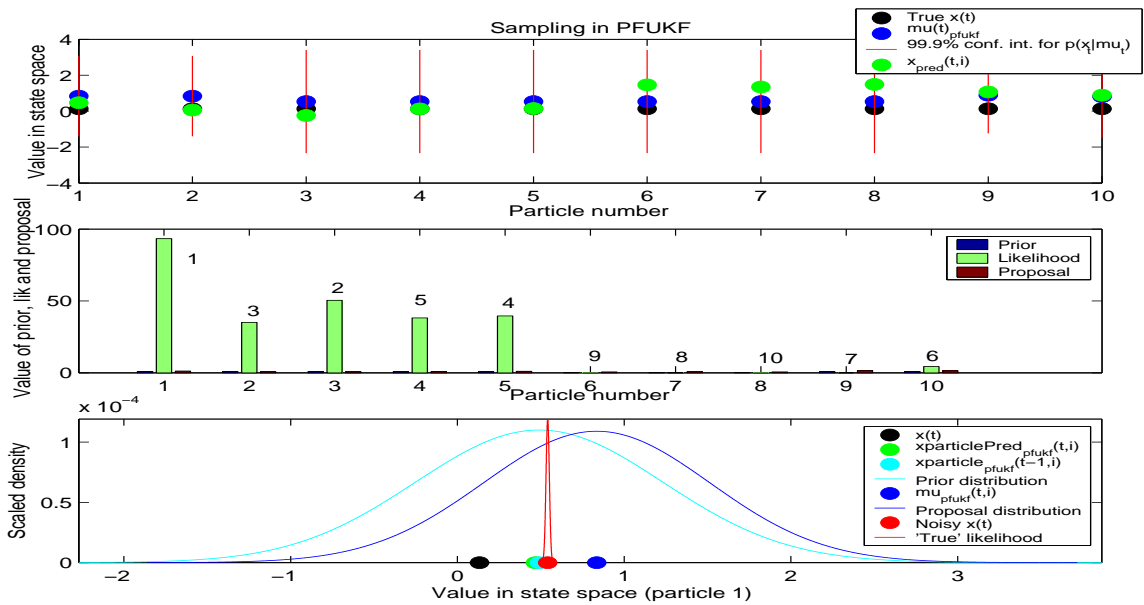 Sampling in PFUKF
True x(t)
mu(t)pfukf
99.9% conf. int. for p(xt|mut)
xpred(t,i)
Value in state space
4
2
0
−2
−4
1 2 3 4 5 6 7 8 9 10
Particle number
Value of prior, lik and proposal
100
50
0
Prior
Likelihood
Proposal
1 3 2 5 4 9 8 10 7 6
1 2 3 4 5 6 7 8 9 10
Particle number
x 10−4
Scaled density
1
0.5
0
x(t)
xparticlePredpfukf(t,i)
xparticlepfukf(t−1,i)
Prior distribution
mupfukf(t,i)
Proposal distribution
Noisy x(t)
'True' likelihood
−2 −1 0 1 2 3
Value in state space (particle 1)